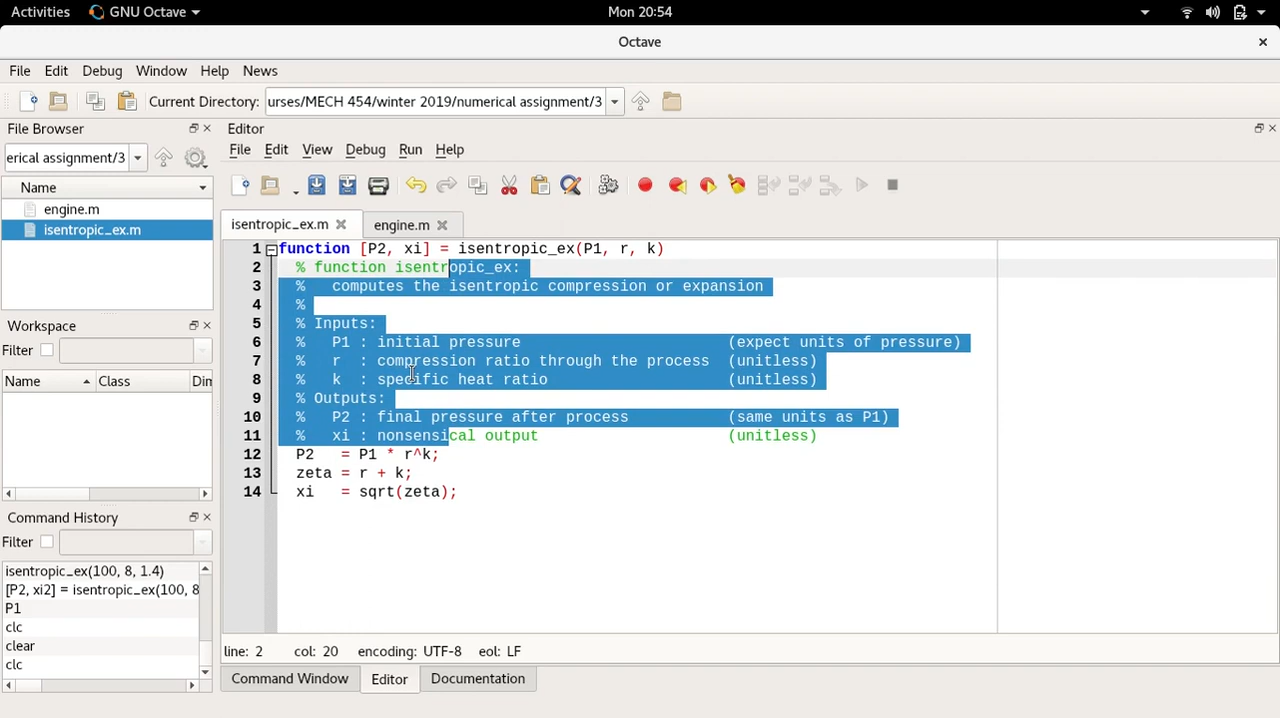 Activities GNU Octave Mon 20:54
Octave
File Edit Debug Window Help News
Current Directory: urses/MECH 454/winter 2019/numerical assignment/3
File Browser
erical assignment/3
Name
engine.m
isentropic_ex.m
Workspace
Filter
Name Class Dim
Command History
Filter
isentropic_ex(100, 8, 1.4)
[P2, xi2] = isentropic_ex(100, 8
P1
clc
clear
clc
Editor
File Edit View Debug Run Help
isentropic_ex.m engine.m
1 function [P2, xi] = isentropic_ex(P1, r, k)
2 % function isentropic_ex:
3 % computes the isentropic compression or expansion
4 %
5 % Inputs:
6 % P1 : initial pressure (expect units of pressure)
7 % r : compression ratio through the process (unitless)
8 % k : specific heat ratio (unitless)
9 % Outputs:
10 % P2 : final pressure after process (same units as P1)
11 % xi : nonsensical output (unitless)
12 P2 = P1 * r^k;
13 zeta = r + k;
14 xi = sqrt(zeta);
line: 2 col: 20 encoding: UTF-8 eol: LF
Command Window Editor Documentation